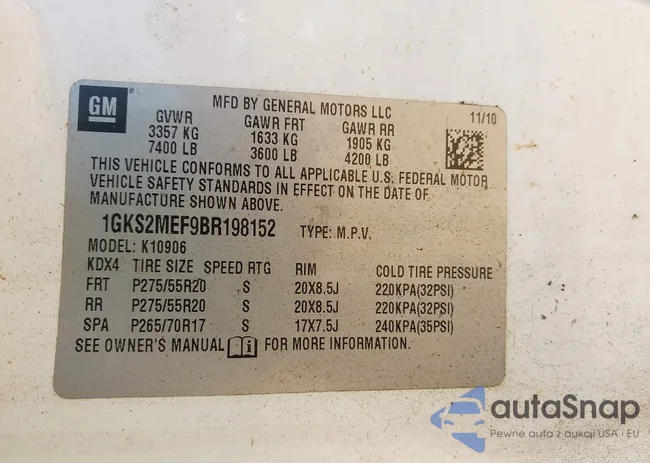 GM
MFD BY GENERAL MOTORS LLC 11/10
GVWR GAWR FRT GAWR RR
3357 KG 1633 KG 1905 KG
7400 LB 3600 LB 4200 LB
THIS VEHICLE CONFORMS TO ALL APPLICABLE U.S. FEDERAL MOTOR
VEHICLE SAFETY STANDARDS IN EFFECT ON THE DATE OF
MANUFACTURE SHOWN ABOVE.
1GKS2MEF9BR198152 TYPE: M.P.V.
MODEL: K10906
KDX4 TIRE SIZE SPEED RTG RIM COLD TIRE PRESSURE
FRT P275/55R20 S 20X8.5J 220KPA(32PSI)
RR P275/55R20 S 20X8.5J 220KPA(32PSI)
SPA P265/70R17 S 17X7.5J 240KPA(35PSI)
SEE OWNER'S MANUAL FOR MORE INFORMATION.
autaSnap
Pewne auta z aukcji USA i EU